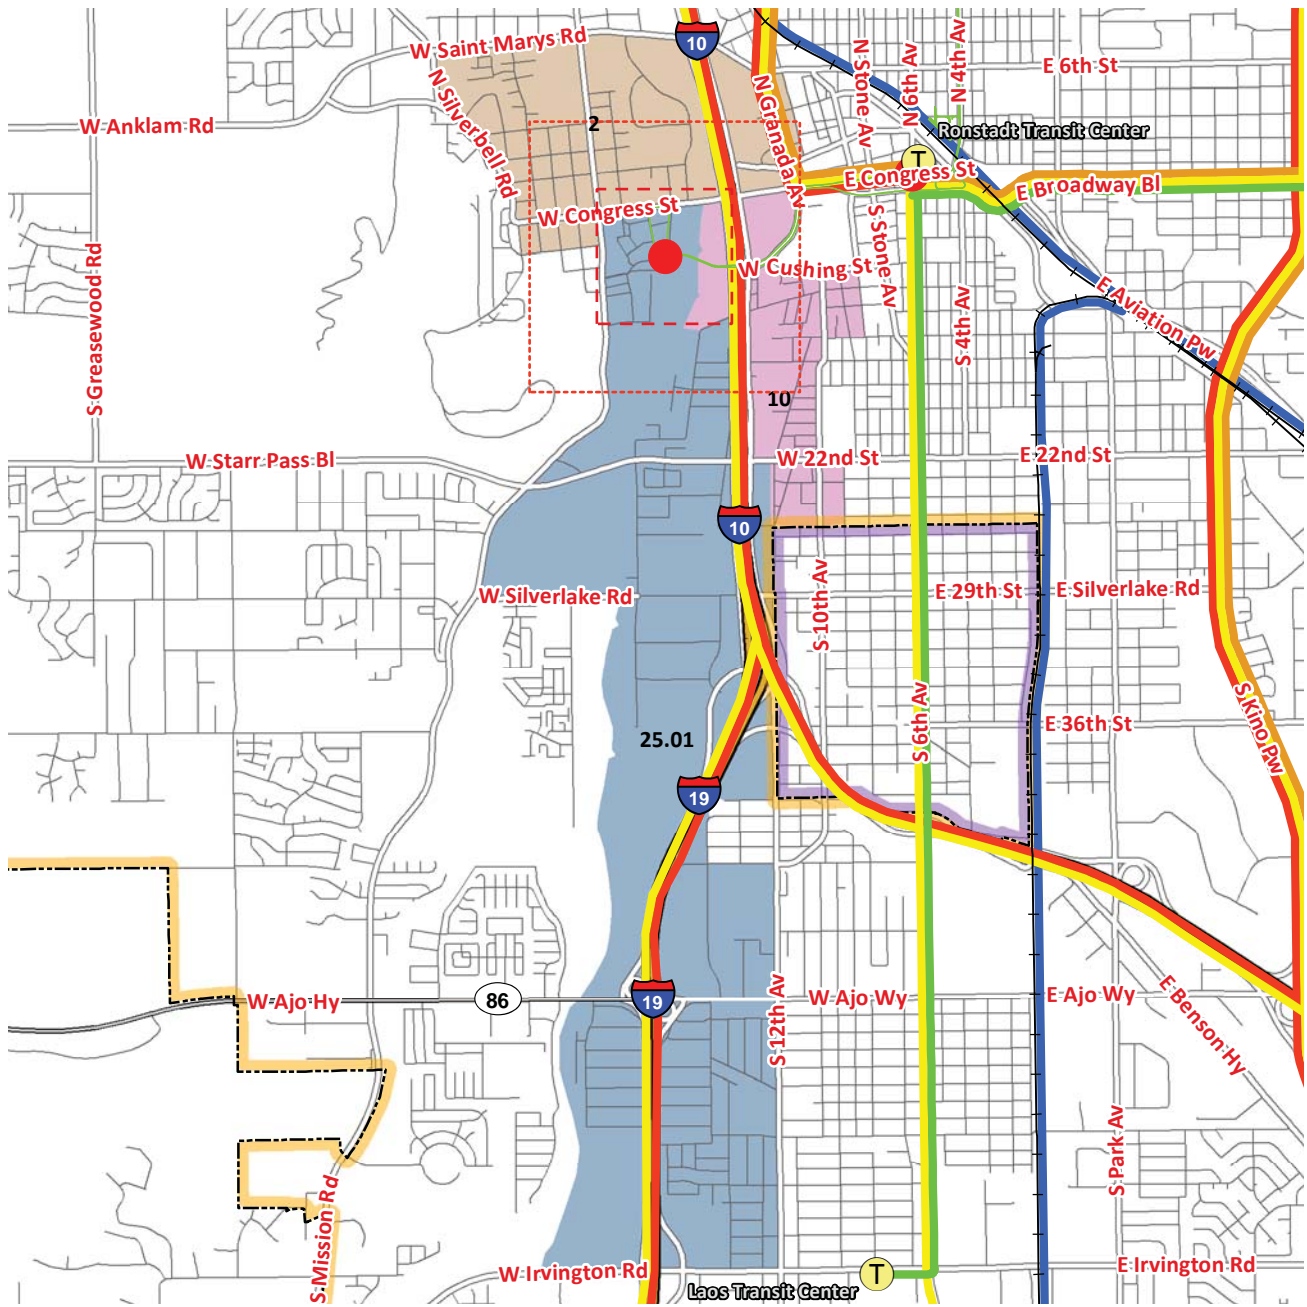 W Saint Marys Rd
10
N Silverbell Rd
N Granada Av
N Stone Av
N 6th Av
N 4th Av
E 6th St
W Anklam Rd
2
Ronstadt Transit Center
T
E Congress St
E Broadway Bl
W Congress St
S Stone Av
W Cushing St
S Greasewood Rd
S 4th Av
E Aviation Pw
10
W Starr Pass Bl
W 22nd St
E 22nd St
10
W Silverlake Rd
S 10th Av
E 29th St
E Silverlake Rd
S 6th Av
E 36th St
S Kino Pw
25.01
19
W Ajo Hy
86
19
S 12th Av
W Ajo Wy
E Ajo Wy
E Benson Hy
S Park Av
S Mission Rd
W Irvington Rd
T
E Irvington Rd
Laos Transit Center